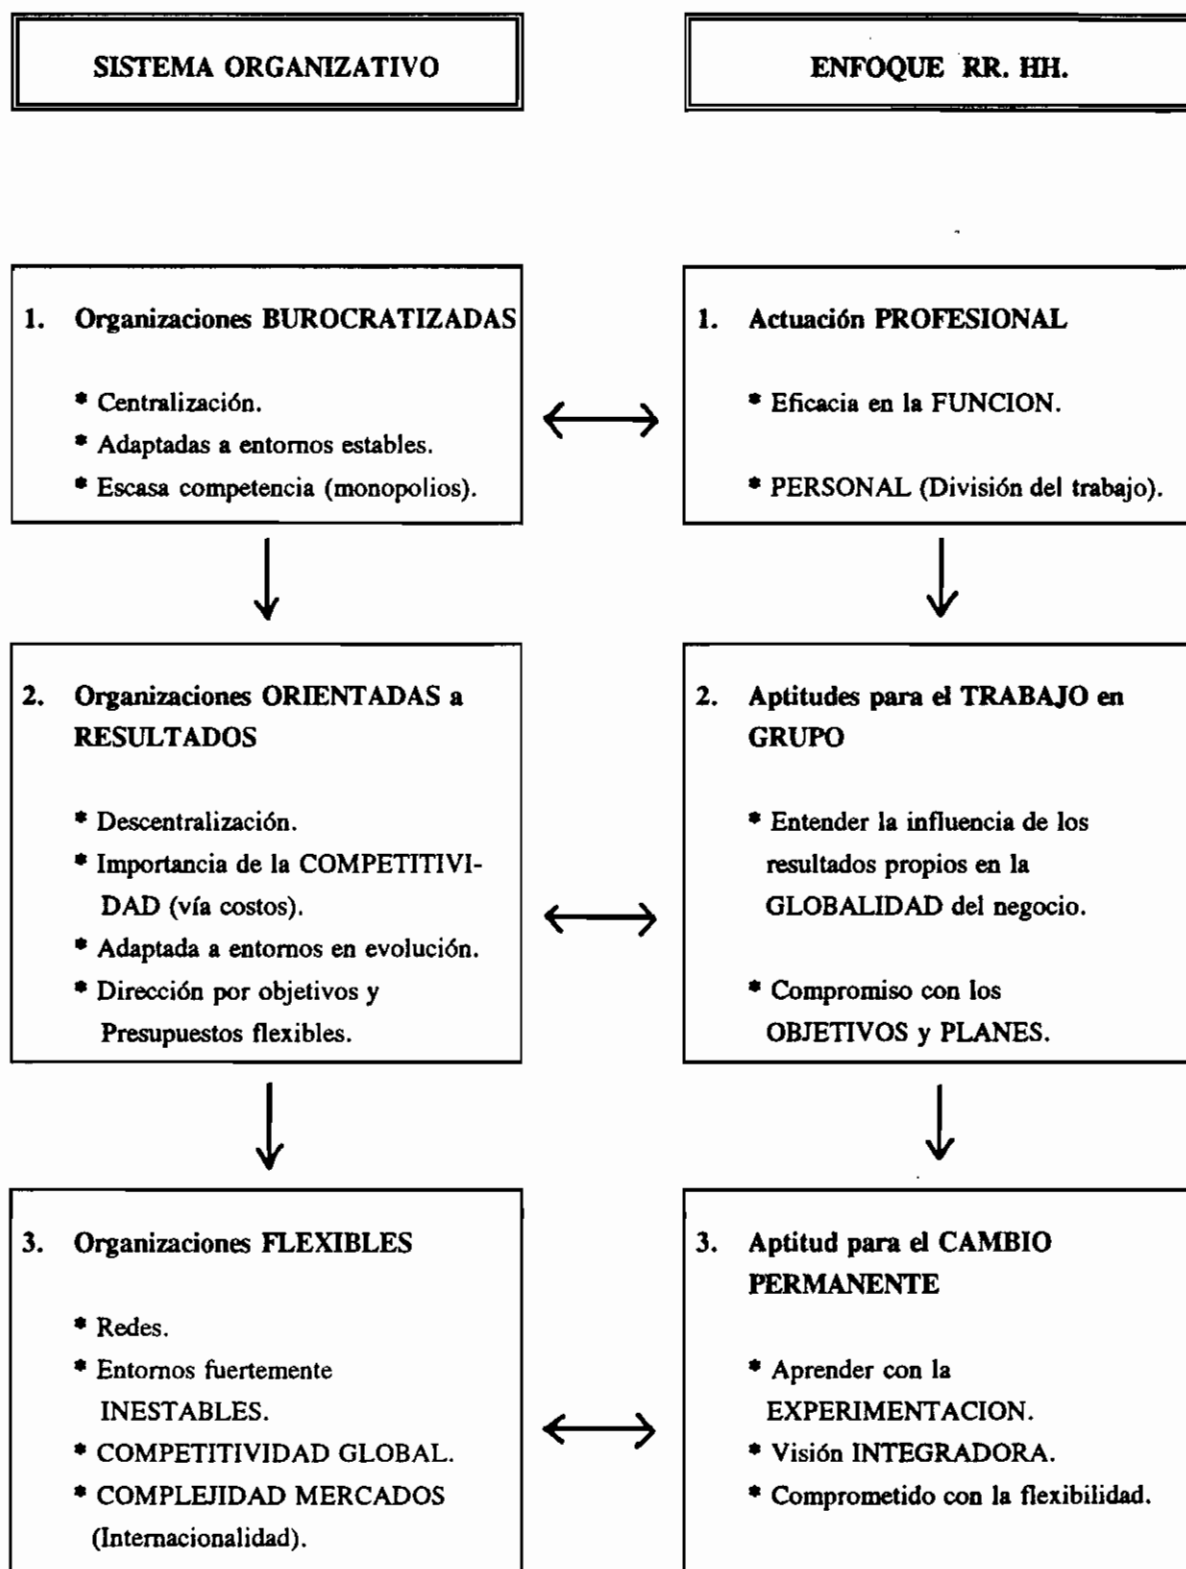 SISTEMA ORGANIZATIVO
ENFOQUE RR. HH.
1. Organizaciones BUROCRATIZADAS
* Centralización.
* Adaptadas a entornos estables.
* Escasa competencia (monopolios).
1. Actuación PROFESIONAL
* Eficacia en la FUNCION.
* PERSONAL (División del trabajo).
2. Organizaciones ORIENTADAS a
RESULTADOS
* Descentralización.
* Importancia de la COMPETITIVI-
DAD (vía costos).
* Adaptada a entornos en evolución.
* Dirección por objetivos y
Presupuestos flexibles.
2. Aptitudes para el TRABAJO en
GRUPO
* Entender la influencia de los
resultados propios en la
GLOBALIDAD del negocio.
* Compromiso con los
OBJETIVOS y PLANES.
3. Organizaciones FLEXIBLES
* Redes.
* Entornos fuertemente
INESTABLES.
* COMPETITIVIDAD GLOBAL.
* COMPLEJIDAD MERCADOS
(Internacionalidad).
3. Aptitud para el CAMBIO
PERMANENTE
* Aprender con la
EXPERIMENTACION.
* Visión INTEGRADORA.
* Comprometido con la flexibilidad.